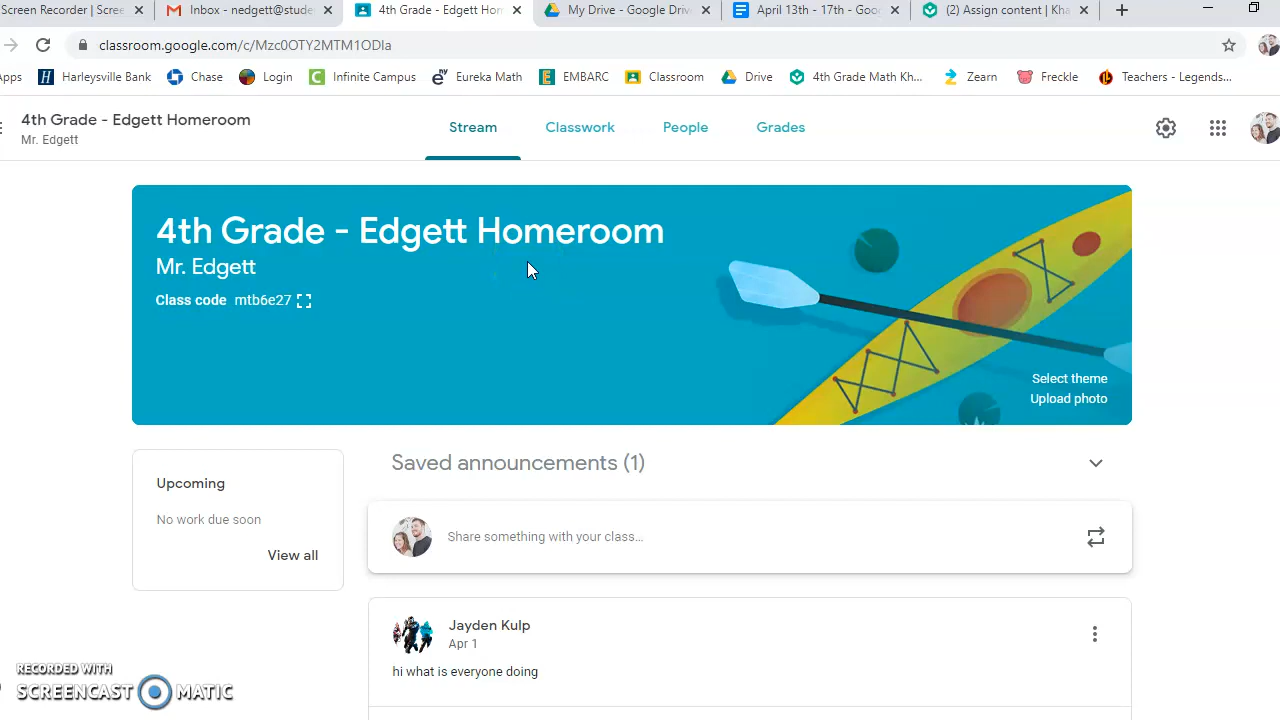 Screen Recorder | Scree
Inbox - nedgett@stude
4th Grade - Edgett Hom
My Drive - Google Driv
April 13th - 17th - Goo
(2) Assign content | Kha
classroom.google.com/c/Mzc0OTY2MTM1ODIa
Apps
Harleysville Bank
Chase
Login
Infinite Campus
Eureka Math
EMBARC
Classroom
Drive
4th Grade Math Kh...
Zearn
Freckle
Teachers - Legends...
4th Grade - Edgett Homeroom
Mr. Edgett
Stream
Classwork
People
Grades
4th Grade - Edgett Homeroom
Mr. Edgett
Class code mtb6e27
Select theme
Upload photo
Upcoming
No work due soon
View all
Saved announcements (1)
Share something with your class...
Jayden Kulp
Apr 1
hi what is everyone doing
RECORDED WITH
SCREENCAST MATIC